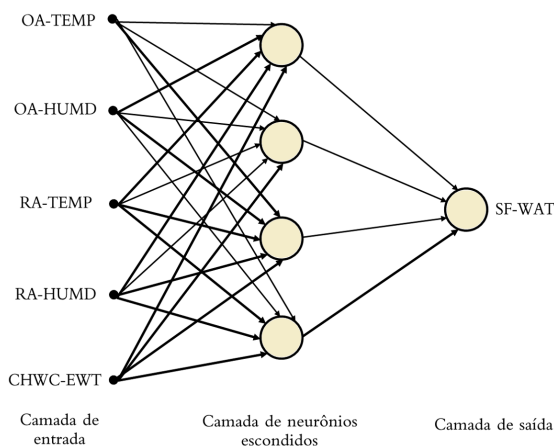 OA-TEMP
OA-HUMD
RA-TEMP
RA-HUMD
CHWC-EWT
SF-WAT
Camada de
entrada
Camada de neurônios
escondidos
Camada de saída